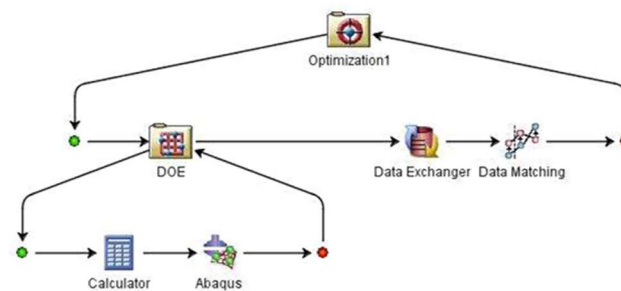 Optimization1
DOE
Data Exchanger
Data Matching
Calculator
Abaqus